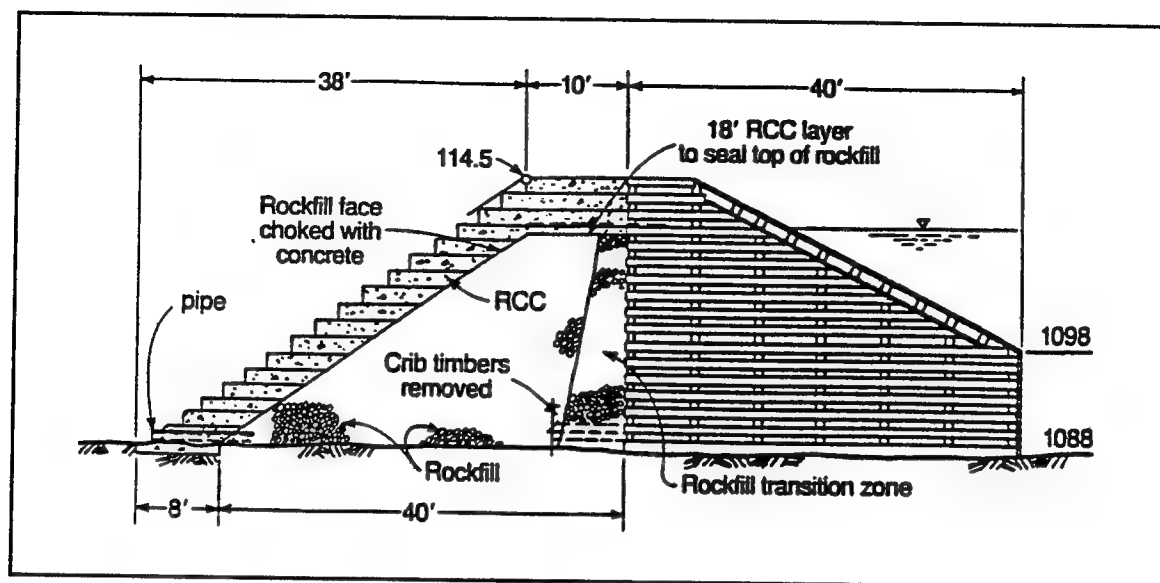 38'
10'
40'
18' RCC layer
to seal top of rockfill
114.5
Rockfill face
choked with
concrete
RCC
pipe
Crib timbers
removed
1098
1088
Rockfill
Rockfill transition zone
8'
40'